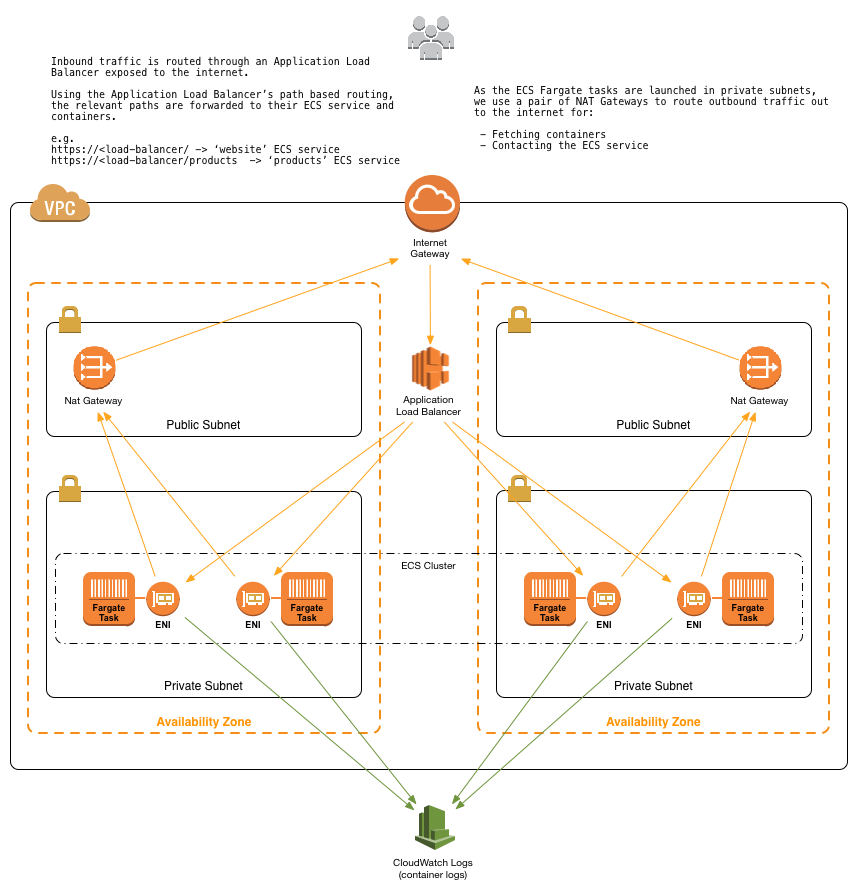 Inbound traffic is routed through an Application Load
Balancer exposed to the internet.
Using the Application Load Balancer’s path based routing,
the relevant paths are forwarded to their ECS service and
containers.
e.g.
https://<load-balancer/ —> ‘website’ ECS service
https://<load-balancer/products  —> ‘products’ ECS service
As the ECS Fargate tasks are launched in private subnets,
we use a pair of NAT Gateways to route outbound traffic out
to the internet for:
– Fetching containers
– Contacting the ECS service
VPC
Internet
Gateway
Nat Gateway
Public Subnet
Application
Load Balancer
Nat Gateway
Public Subnet
ECS Cluster
Fargate
Task
ENI
ENI
Fargate
Task
Fargate
Task
ENI
ENI
Fargate
Task
Private Subnet
Private Subnet
Availability Zone
Availability Zone
CloudWatch Logs
(container logs)